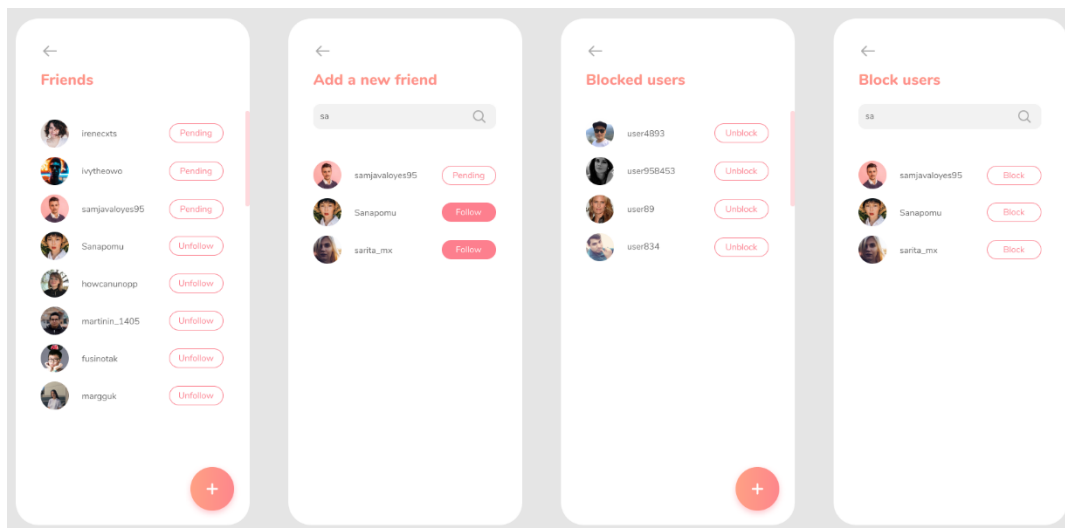 Friends
irenecxts Pending
ivytheowo Pending
samjavaloyes95 Pending
Sanapomu Unfollow
howcanunopp Unfollow
martinin_1405 Unfollow
fusinotak Unfollow
margguk Unfollow
+
Add a new friend
sa
samjavaloyes95 Pending
Sanapomu Follow
sarita_mx Follow
Blocked users
user4893 Unblock
user958453 Unblock
user89 Unblock
user834 Unblock
+
Block users
sa
samjavaloyes95 Block
Sanapomu Block
sarita_mx Block